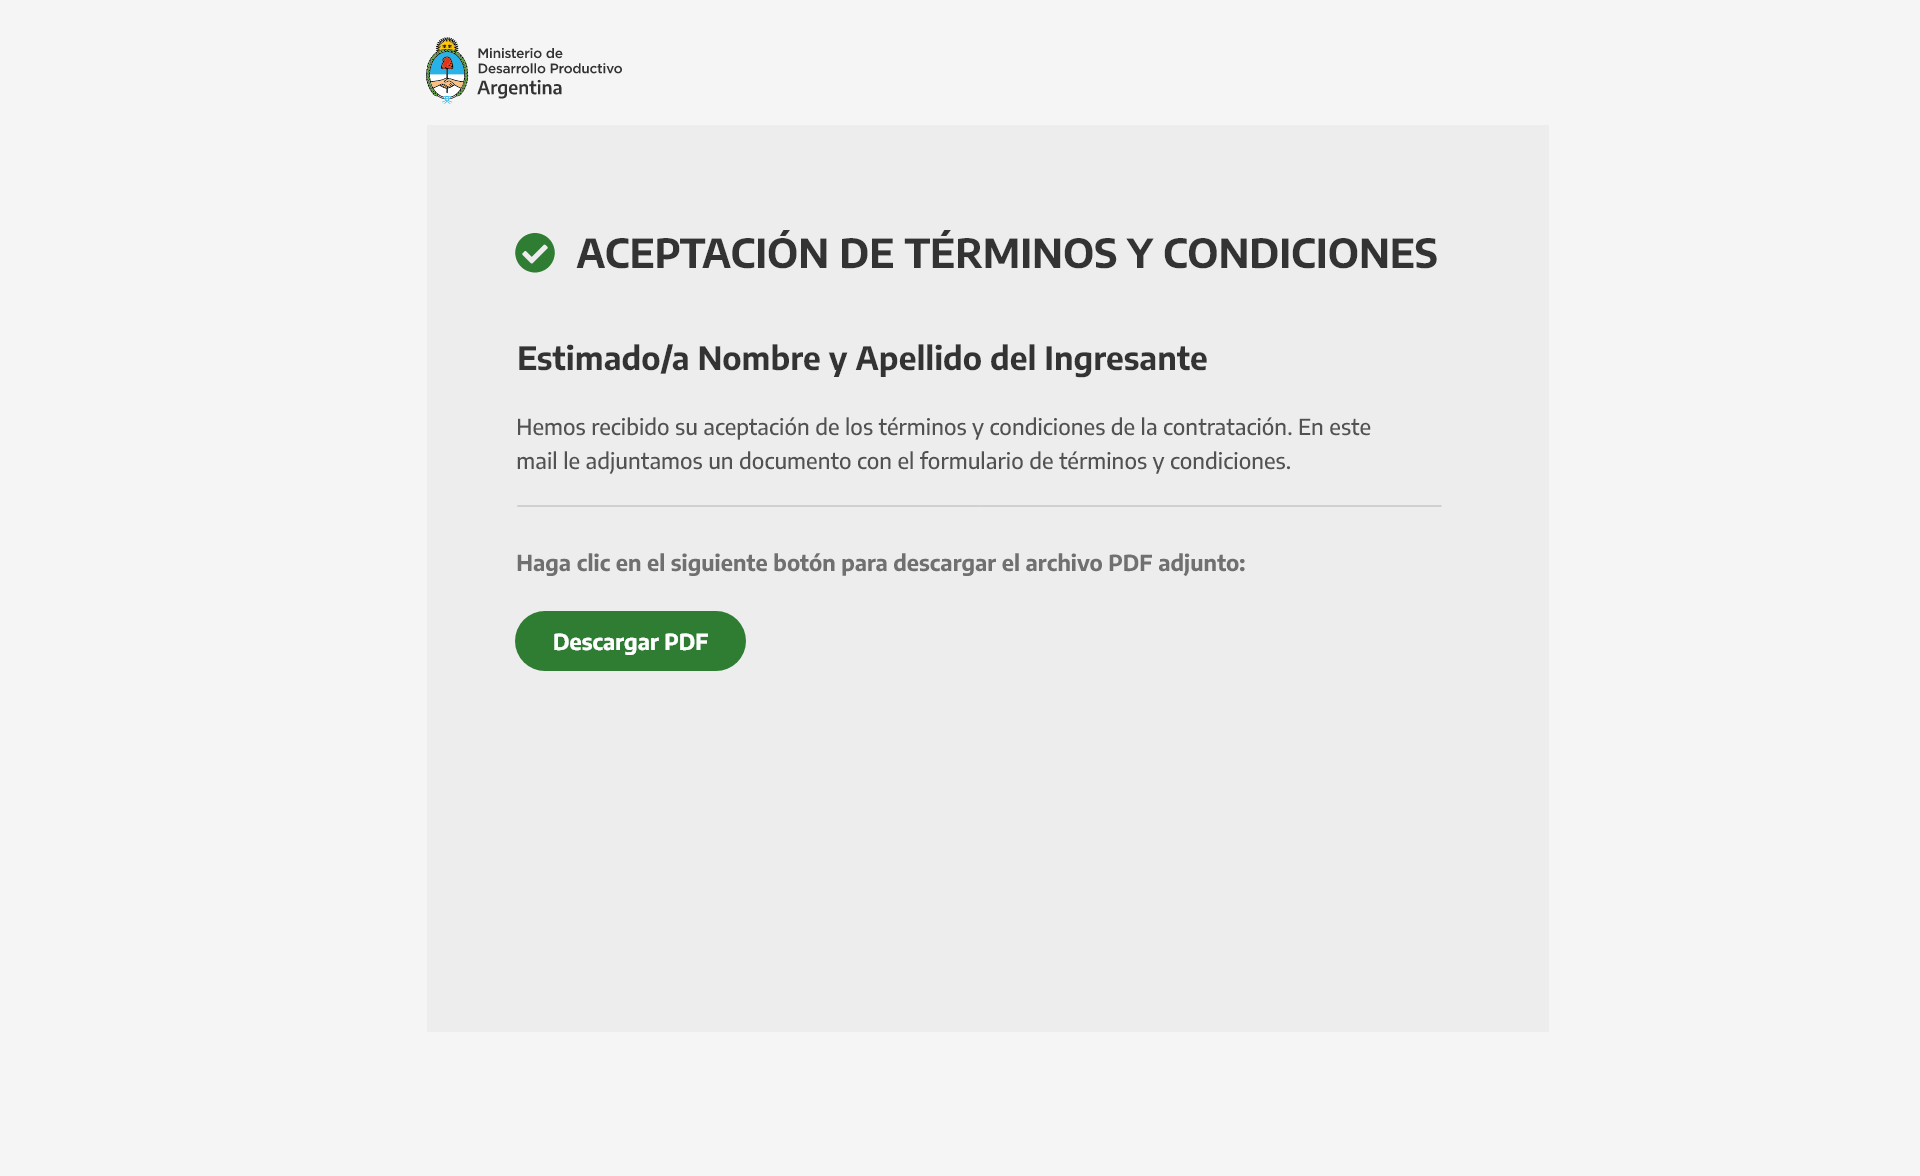 Ministerio de
Desarrollo Productivo
Argentina
ACEPTACIÓN DE TÉRMINOS Y CONDICIONES
Estimado/a Nombre y Apellido del Ingresante
Hemos recibido su aceptación de los términos y condiciones de la contratación. En este
mail le adjuntamos un documento con el formulario de términos y condiciones.
Haga clic en el siguiente botón para descargar el archivo PDF adjunto:
Descargar PDF